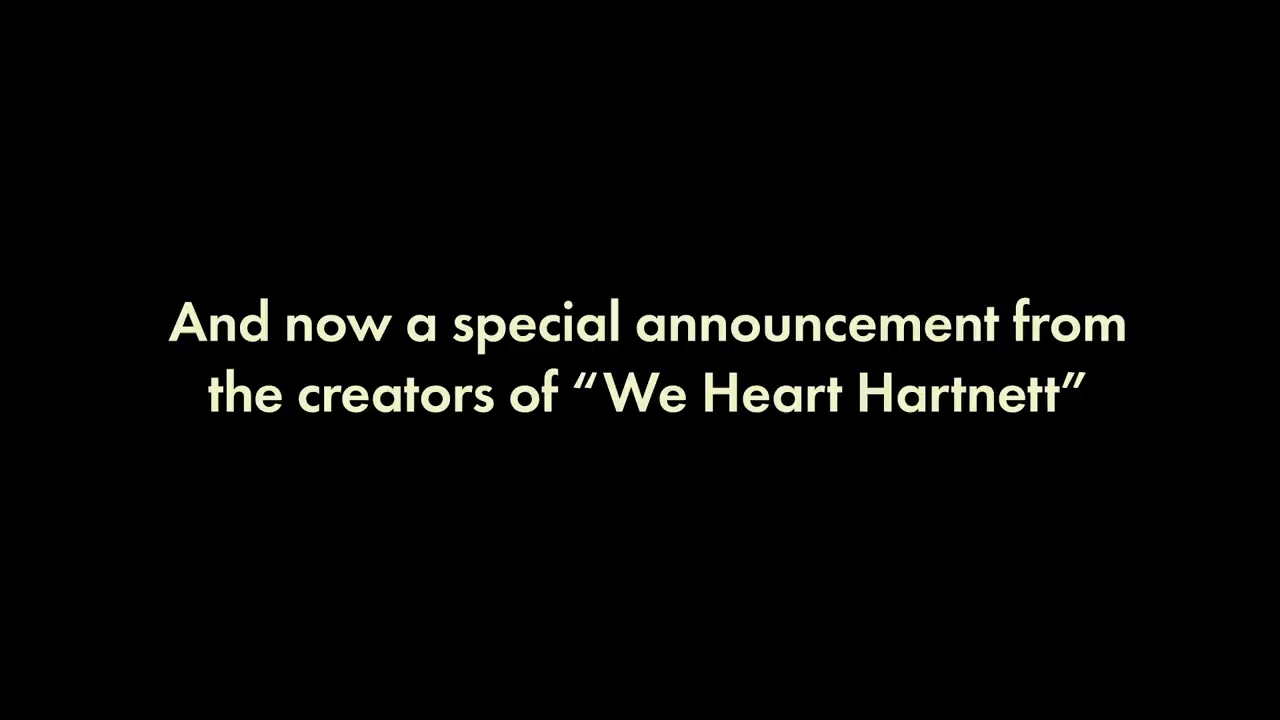 And now a special announcement from
the creators of “We Heart Hartnett”